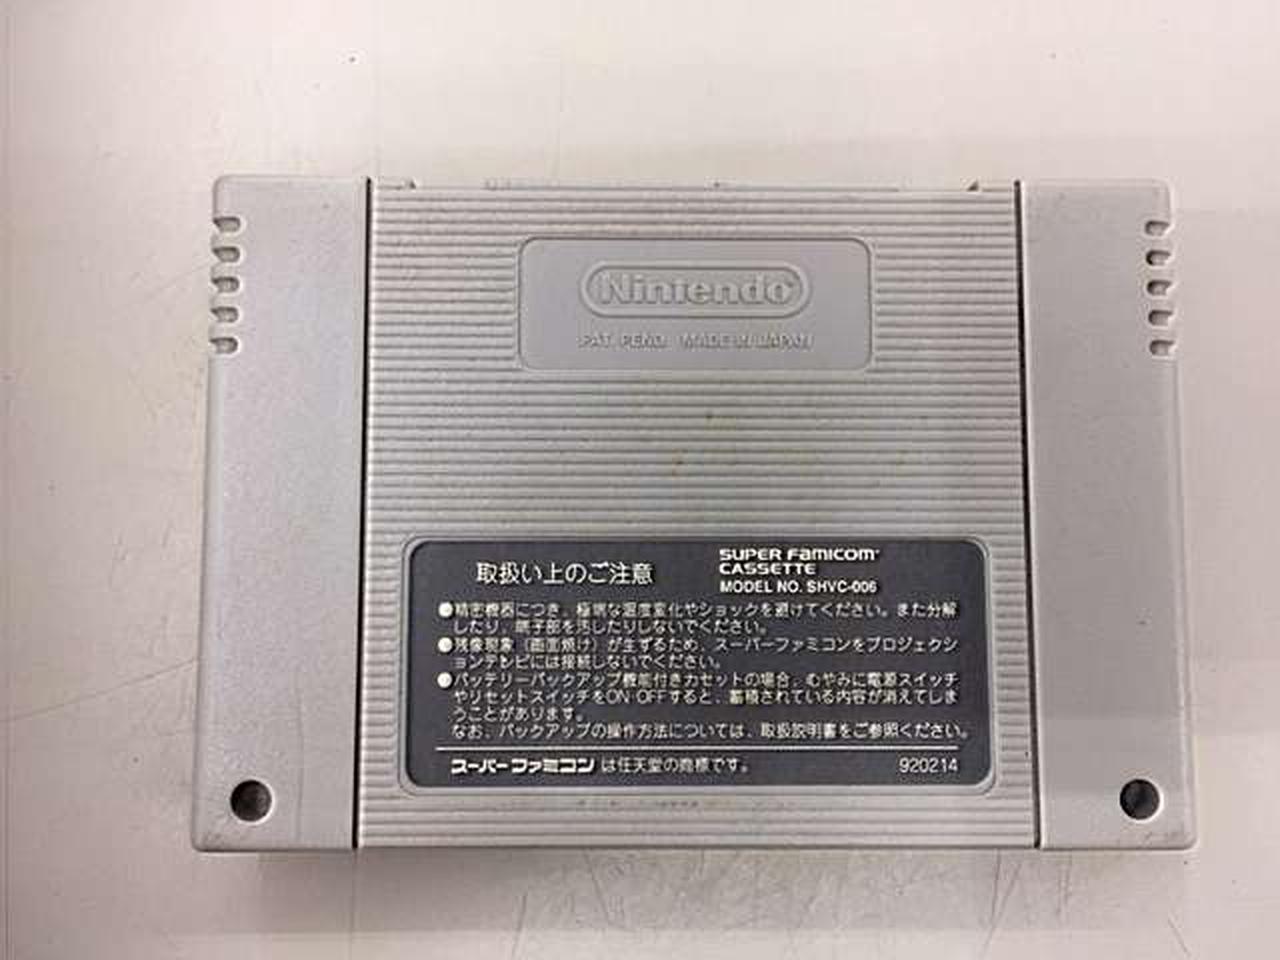 Nintendo
PAT. PEND. MADE IN JAPAN
取扱い上のご注意
SUPER FAMICOM
CASSETTE
MODEL NO. SHVC-006
●精密機器につき、極端な温度変化やショックを避けてください。また分解
したり、端子部を汚したりしないでください。
●残像現象（画面焼け）が生ずるため、スーパーファミコンをプロジェクシ
ョンテレビには接続しないでください。
●バッテリーバックアップ機能付きカセットの場合、むやみに電源スイッチ
やリセットスイッチをON・OFFすると、蓄積されている内容が消えてしま
うことがあります。
なお、バックアップの操作方法については、取扱説明書をご参照ください。
スーパーファミコン は任天堂の商標です。
920214